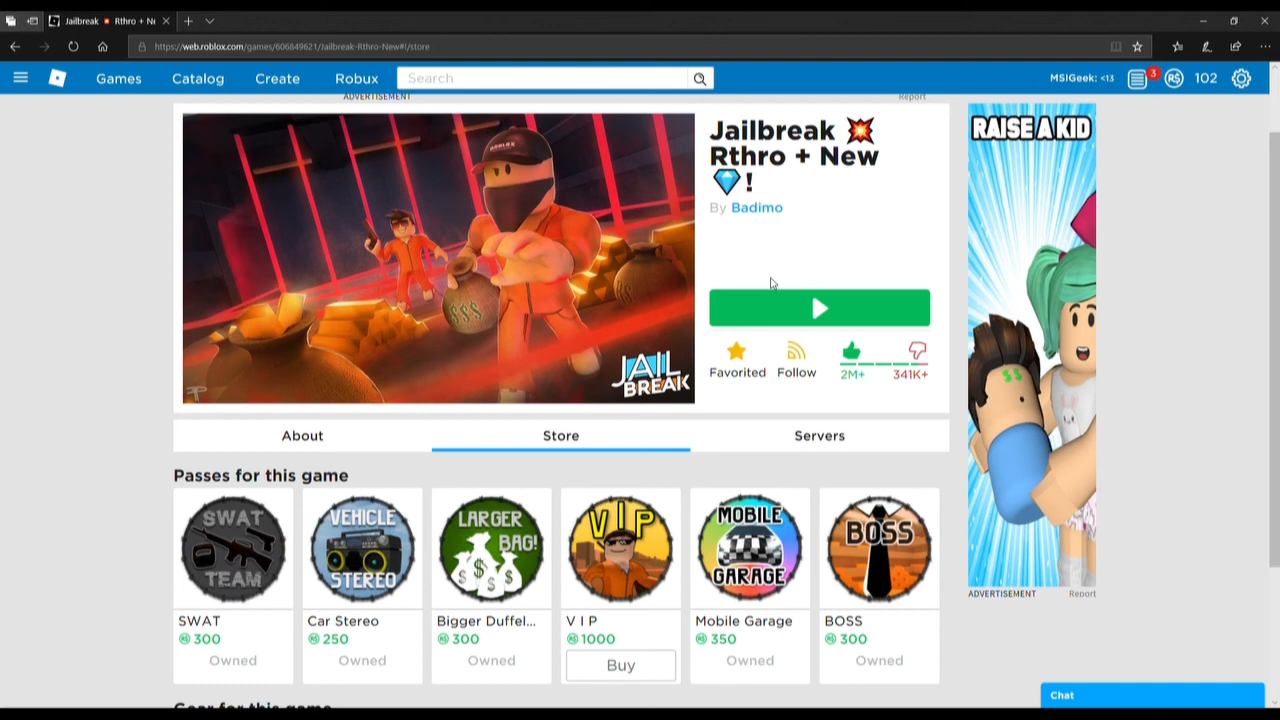 Jailbreak 💥 Rthro + Ne
https://web.roblox.com/games/606849621/Jailbreak-Rthro-New#!/store
Games
Catalog
Create
Robux
Search
MSIGeek: <13
3
102
ADVERTISEMENT
Report
Jailbreak 💥
Rthro + New
💎!
By Badimo
JAIL
BREAK
$$$
Favorited
Follow
2M+
341K+
RAISE A KID
$$
ADVERTISEMENT
Report
About
Store
Servers
Passes for this game
SWAT
TEAM
VEHICLE
STEREO
LARGER
BAG!
VIP
MOBILE
GARAGE
BOSS
SWAT
300
Owned
Car Stereo
250
Owned
Bigger Duffel...
300
Owned
V I P
1000
Buy
Mobile Garage
350
Owned
BOSS
300
Owned
Gear for this game
Chat